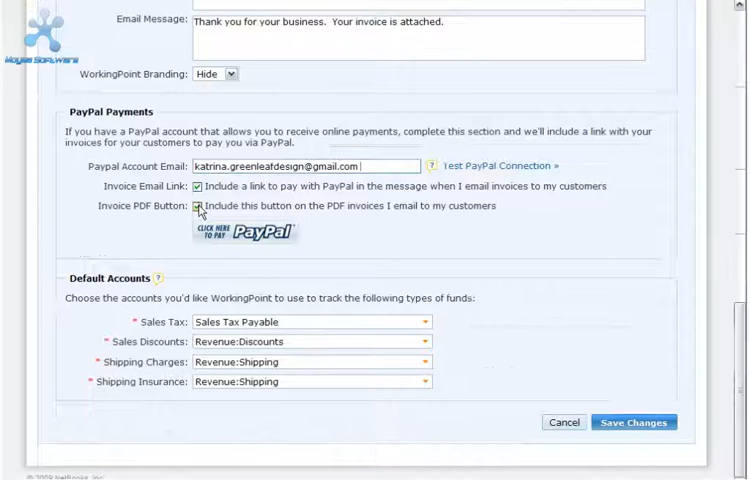 Email Message:
Thank you for your business. Your invoice is attached.
WorkingPoint Branding: Hide
PayPal Payments
If you have a PayPal account that allows you to receive online payments, complete this section and we'll include a link with your
invoices for your customers to pay you via PayPal.
Paypal Account Email: katrina.greenleafdesign@gmail.com ? Test PayPal Connection »
Invoice Email Link: Include a link to pay with PayPal in the message when I email invoices to my customers
Invoice PDF Button: Include this button on the PDF invoices I email to my customers
CLICK HERE
TO PAY PayPal
Default Accounts ?
Choose the accounts you'd like WorkingPoint to use to track the following types of funds:
* Sales Tax: Sales Tax Payable
* Sales Discounts: Revenue:Discounts
* Shipping Charges: Revenue:Shipping
* Shipping Insurance: Revenue:Shipping
Cancel Save Changes
© 2009 NetBooks, Inc.